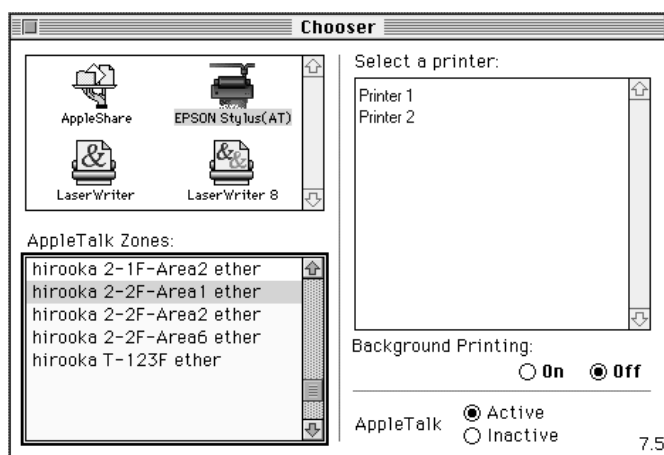 Chooser
AppleShare
EPSON Stylus(AT)
LaserWriter
LaserWriter 8
AppleTalk Zones:
hirooka 2-1F-Area2 ether
hirooka 2-2F-Area1 ether
hirooka 2-2F-Area2 ether
hirooka 2-2F-Area6 ether
hirooka T-123F ether
Select a printer:
Printer 1
Printer 2
Background Printing:
On Off
AppleTalk
Active
Inactive
7.5